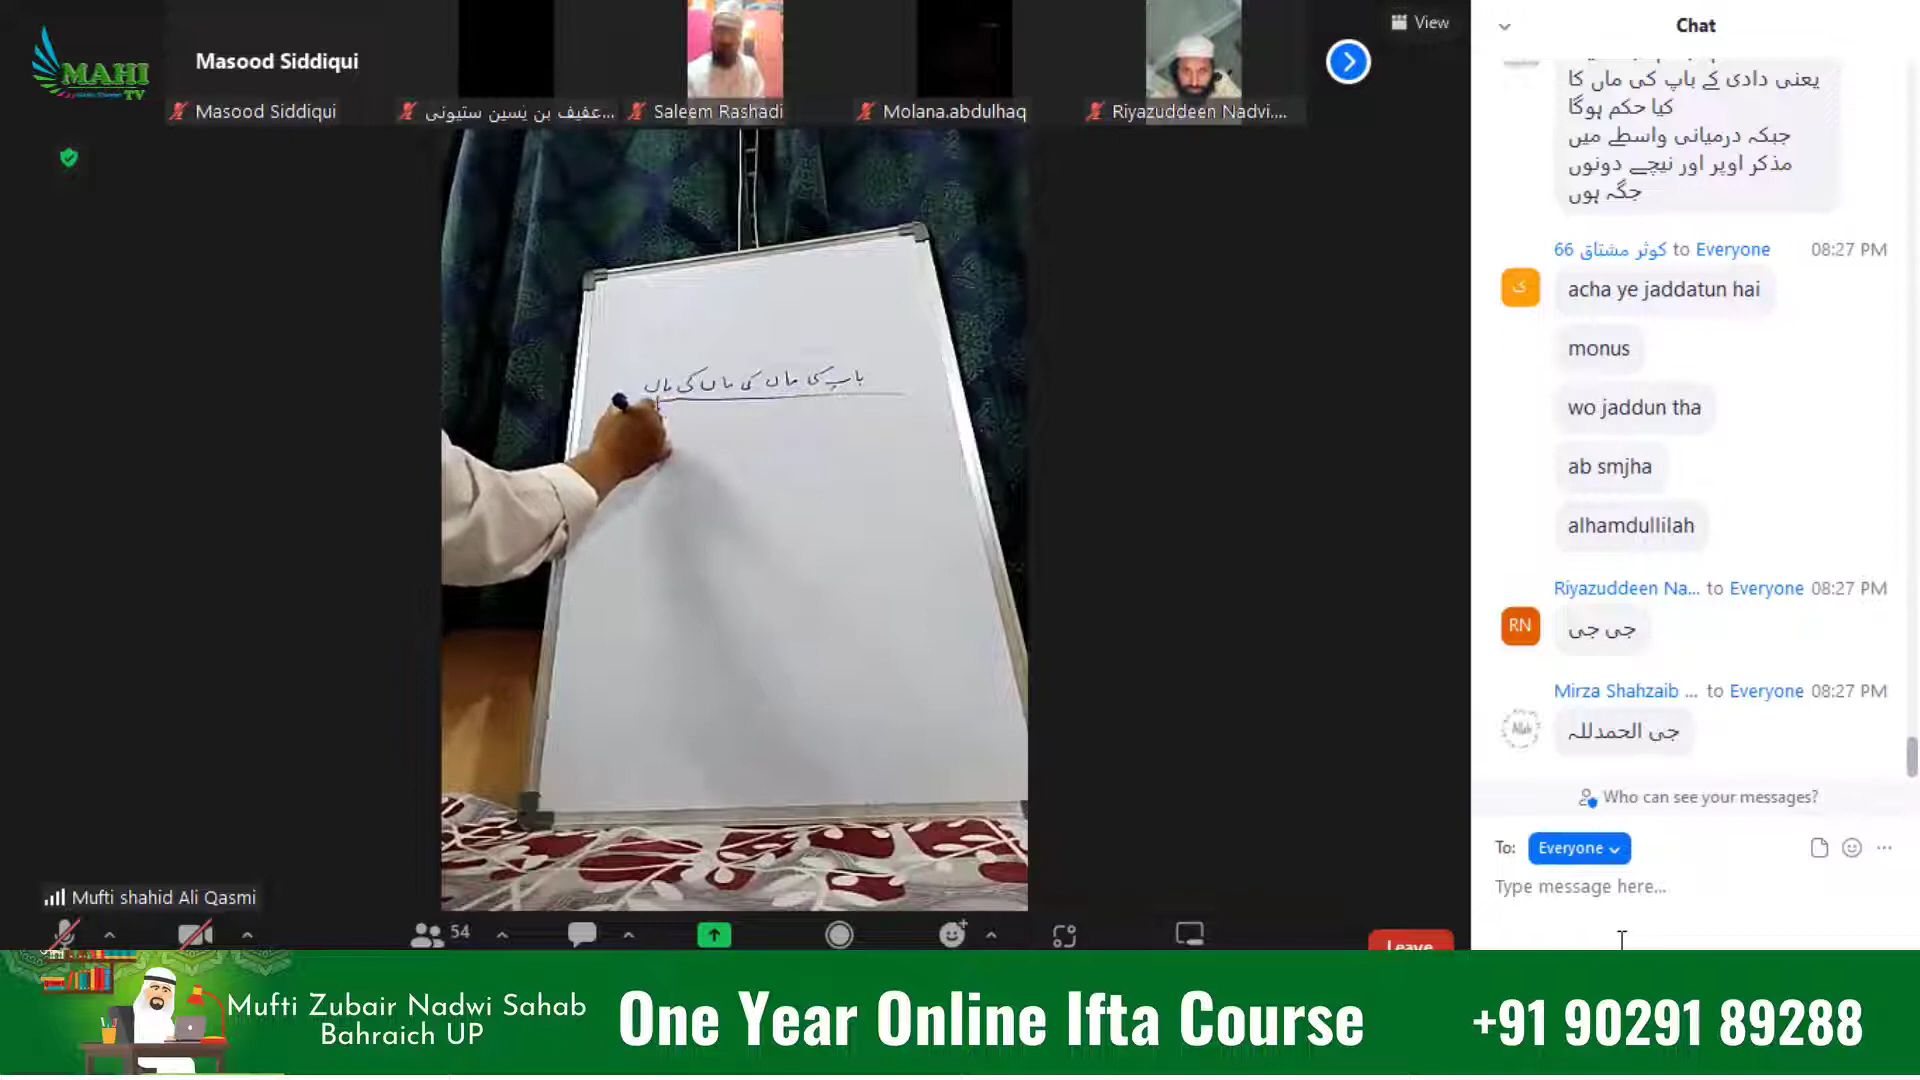 MAHI
TV
Masood Siddiqui
View
Masood Siddiqui
عفیف بن یسین ستیونی...
Saleem Rashadi
Molana.abdulhaq
Riyazuddeen Nadvi....
باپ کی ماں کی ماں کی ماں
Mufti shahid Ali Qasmi
54
Leave
Chat
یعنی دادی کے باپ کی ماں کا
کیا حکم ہوگا
جبکہ درمیانی واسطے میں
مذکر اوپر اور نیچے دونوں
جگہ ہوں
کوثر مشتاق 66 to Everyone 08:27 PM
ک
acha ye jaddatun hai
monus
wo jaddun tha
ab smjha
alhamdullilah
Riyazuddeen Na... to Everyone 08:27 PM
RN
جی جی
Mirza Shahzaib ... to Everyone 08:27 PM
جی الحمدللہ
Who can see your messages?
To: Everyone
Type message here...
Mufti Zubair Nadwi Sahab
Bahraich UP
One Year Online Ifta Course
+91 90291 89288